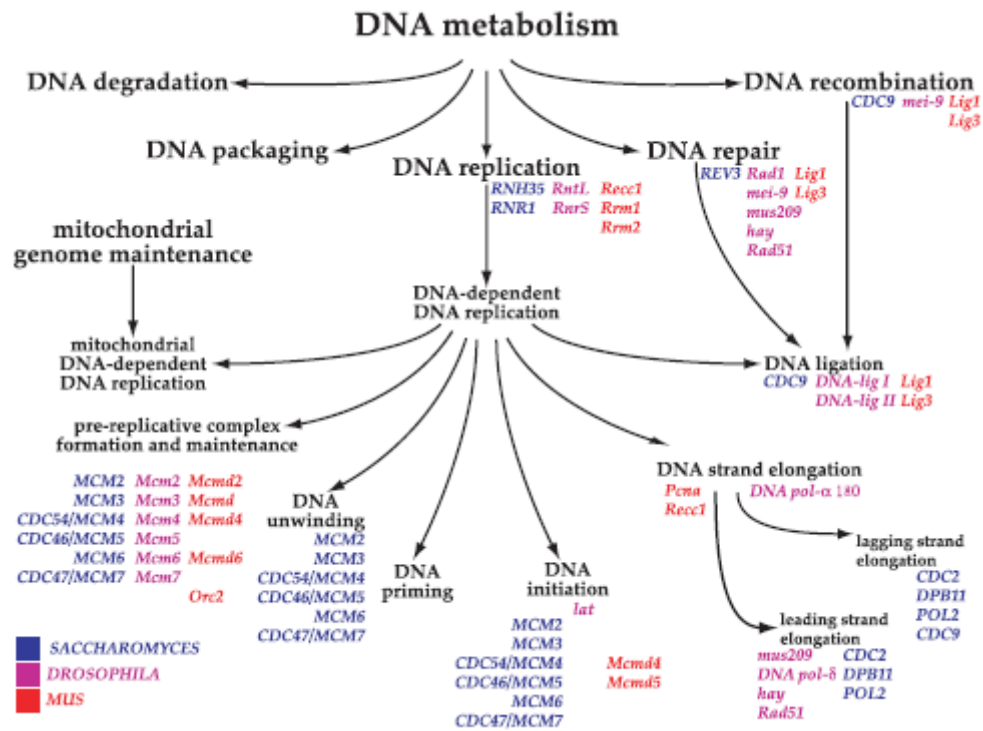 DNA metabolism
DNA degradation
DNA recombination
CDC9 mei-9 Lig1
Lig3
DNA packaging
DNA replication
RNH35 RntL Recc1
RNR1 RnrS Rrm1
Rrm2
DNA repair
REV3 Rad1 Lig1
mei-9 Lig3
mus209
hay
Rad51
mitochondrial
genome maintenance
DNA-dependent
DNA replication
mitochondrial
DNA-dependent
DNA replication
DNA ligation
CDC9 DNA-lig I Lig1
DNA-lig II Lig3
pre-replicative complex
formation and maintenance
MCM2 Mcm2 Mcmd2
MCM3 Mcm3 Mcmd
CDC54/MCM4 Mcm4 Mcmd4
CDC46/MCM5 Mcm5
MCM6 Mcm6 Mcmd6
CDC47/MCM7 Mcm7
Orc2
DNA
unwinding
MCM2
MCM3
CDC54/MCM4
CDC46/MCM5
MCM6
CDC47/MCM7
DNA
priming
DNA
initiation
lat
MCM2
MCM3
CDC54/MCM4 Mcmd4
CDC46/MCM5 Mcmd5
MCM6
CDC47/MCM7
DNA strand elongation
Pcna DNA pol-α 180
Recc1
lagging strand
elongation
CDC2
DPB11
POL2
CDC9
leading strand
elongation
mus209 CDC2
DNA pol-δ DPB11
hay POL2
Rad51
SACCHAROMYCES
DROSOPHILA
MUS